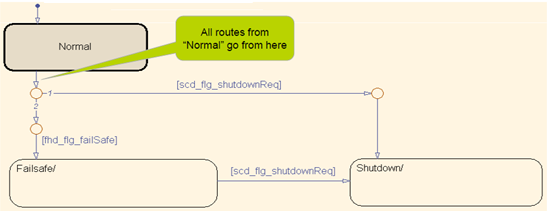 All routes from
“Normal” go from here
Normal
1
[scd_flg_shutdownReq]
2
[fhd_flg_failSafe]
Failsafe/
[scd_flg_shutdownReq]
Shutdown/